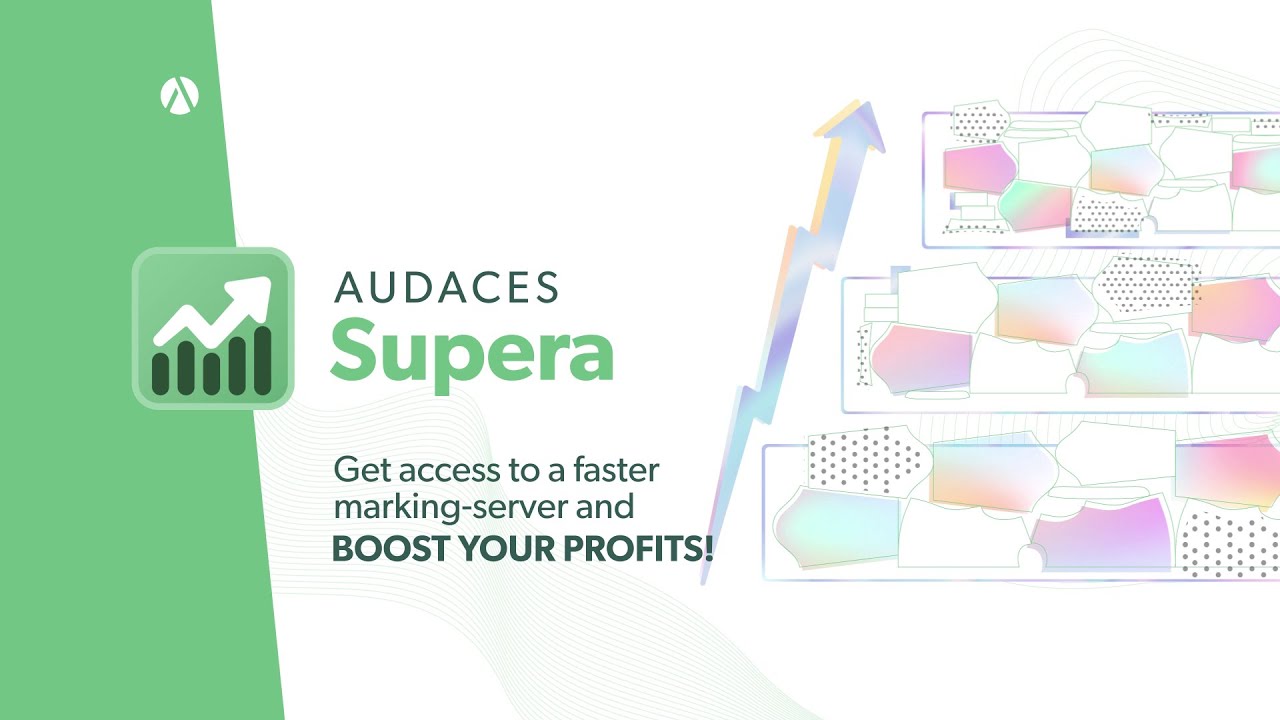 AUDACES
Supera
Get access to a faster
marking-server and
BOOST YOUR PROFITS!